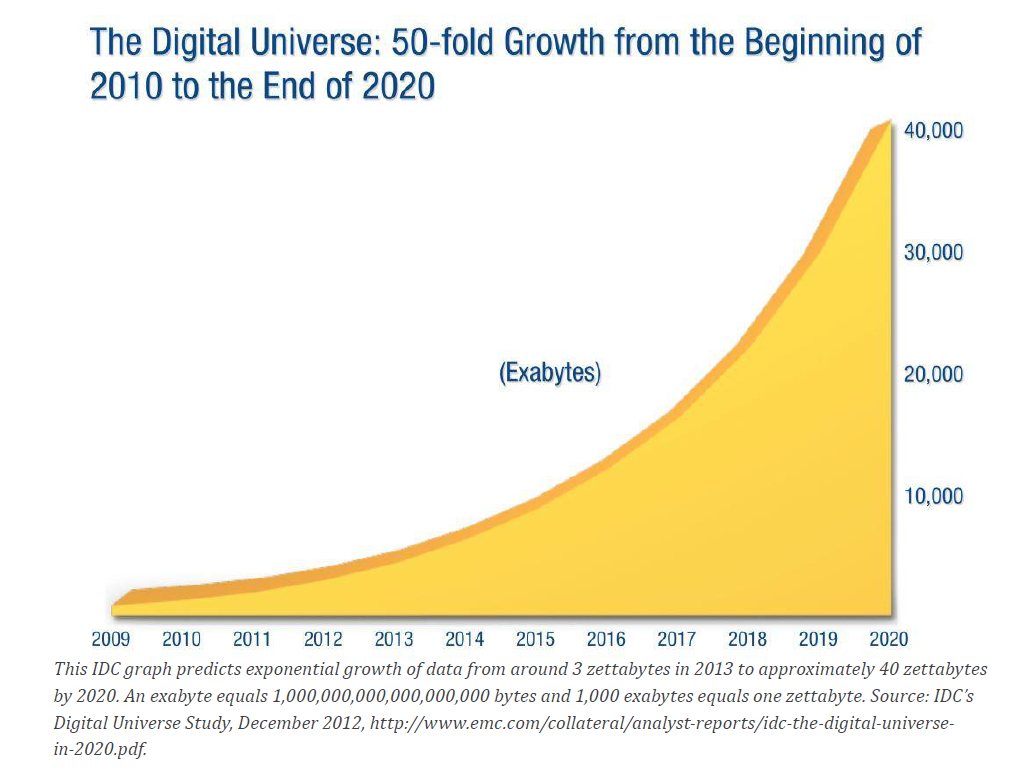 The Digital Universe: 50-fold Growth from the Beginning of
2010 to the End of 2020
40,000
30,000
(Exabytes)
20,000
10,000
2009 2010 2011 2012 2013 2014 2015 2016 2017 2018 2019 2020
This IDC graph predicts exponential growth of data from around 3 zettabytes in 2013 to approximately 40 zettabytes
by 2020. An exabyte equals 1,000,000,000,000,000,000 bytes and 1,000 exabytes equals one zettabyte. Source: IDC’s
Digital Universe Study, December 2012, http://www.emc.com/collateral/analyst-reports/idc-the-digital-universe-
in-2020.pdf.